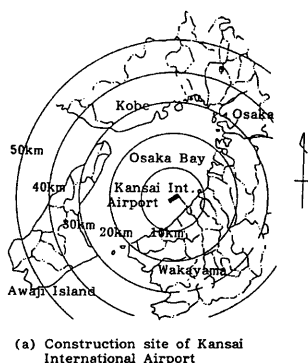 Kobe
Osaka
50km
Osaka Bay
40km
Kansai Int.
Airport
30km
20km
10km
Wakayama
Awaji Island
(a) Construction site of Kansai
International Airport